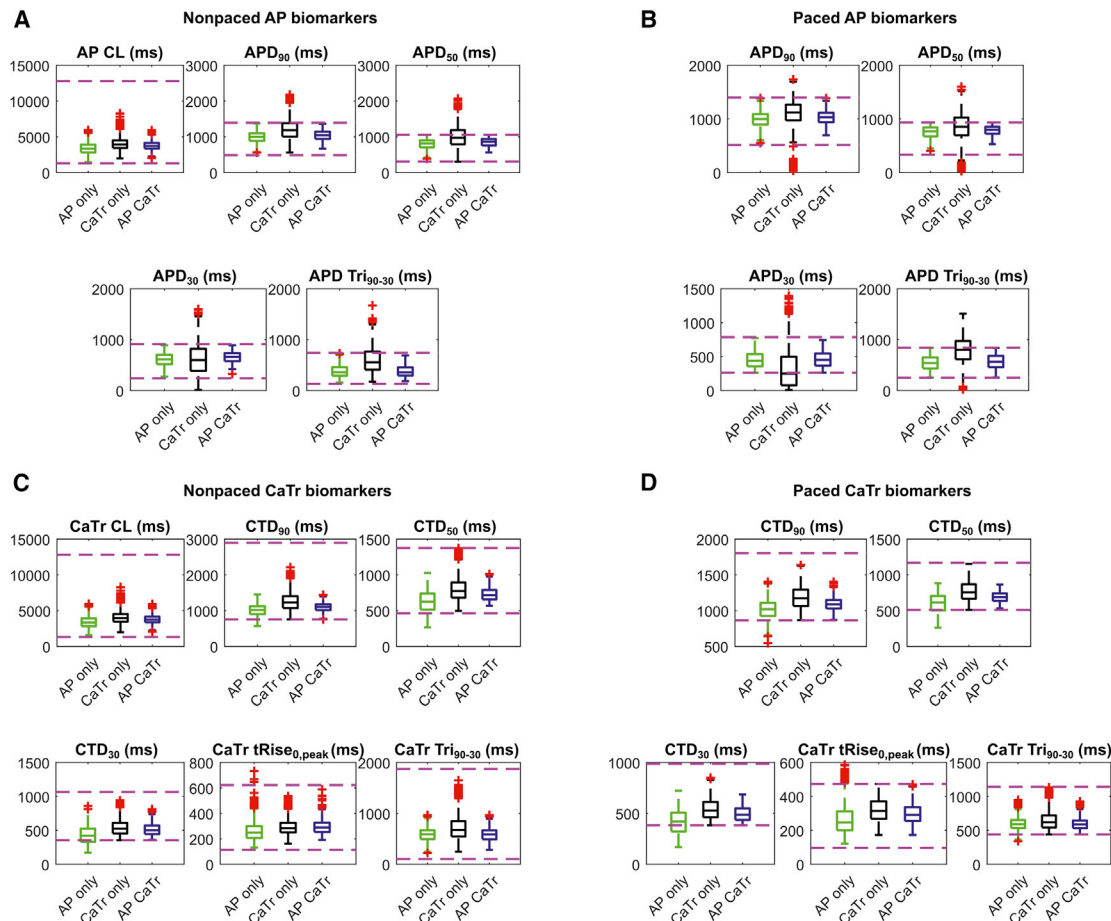 A
Nonpaced AP biomarkers
AP CL (ms)
15000
10000
5000
0
AP only
CaTr only
AP CaTr
APD90 (ms)
3000
2000
1000
0
AP only
CaTr only
AP CaTr
APD50 (ms)
3000
2000
1000
0
AP only
CaTr only
AP CaTr
APD30 (ms)
2000
1000
0
AP only
CaTr only
AP CaTr
APD Tri90-30 (ms)
2000
1000
0
AP only
CaTr only
AP CaTr
B
Paced AP biomarkers
APD90 (ms)
2000
1500
1000
500
0
AP only
CaTr only
AP CaTr
APD50 (ms)
2000
1500
1000
500
0
AP only
CaTr only
AP CaTr
APD30 (ms)
1500
1000
500
0
AP only
CaTr only
AP CaTr
APD Tri90-30 (ms)
2000
1000
0
AP only
CaTr only
AP CaTr
C
Nonpaced CaTr biomarkers
CaTr CL (ms)
15000
10000
5000
0
AP only
CaTr only
AP CaTr
CTD90 (ms)
3000
2000
1000
0
AP only
CaTr only
AP CaTr
CTD50 (ms)
1500
1000
500
0
AP only
CaTr only
AP CaTr
CTD30 (ms)
1500
1000
500
0
AP only
CaTr only
AP CaTr
CaTr tRise0,peak (ms)
800
600
400
200
0
AP only
CaTr only
AP CaTr
CaTr Tri90-30 (ms)
2000
1500
1000
500
0
AP only
CaTr only
AP CaTr
D
Paced CaTr biomarkers
CTD90 (ms)
2000
1500
1000
500
AP only
CaTr only
AP CaTr
CTD50 (ms)
1500
1000
500
0
AP only
CaTr only
AP CaTr
CTD30 (ms)
1000
500
0
AP only
CaTr only
AP CaTr
CaTr tRise0,peak (ms)
600
400
200
0
AP only
CaTr only
AP CaTr
CaTr Tri90-30 (ms)
1500
1000
500
0
AP only
CaTr only
AP CaTr